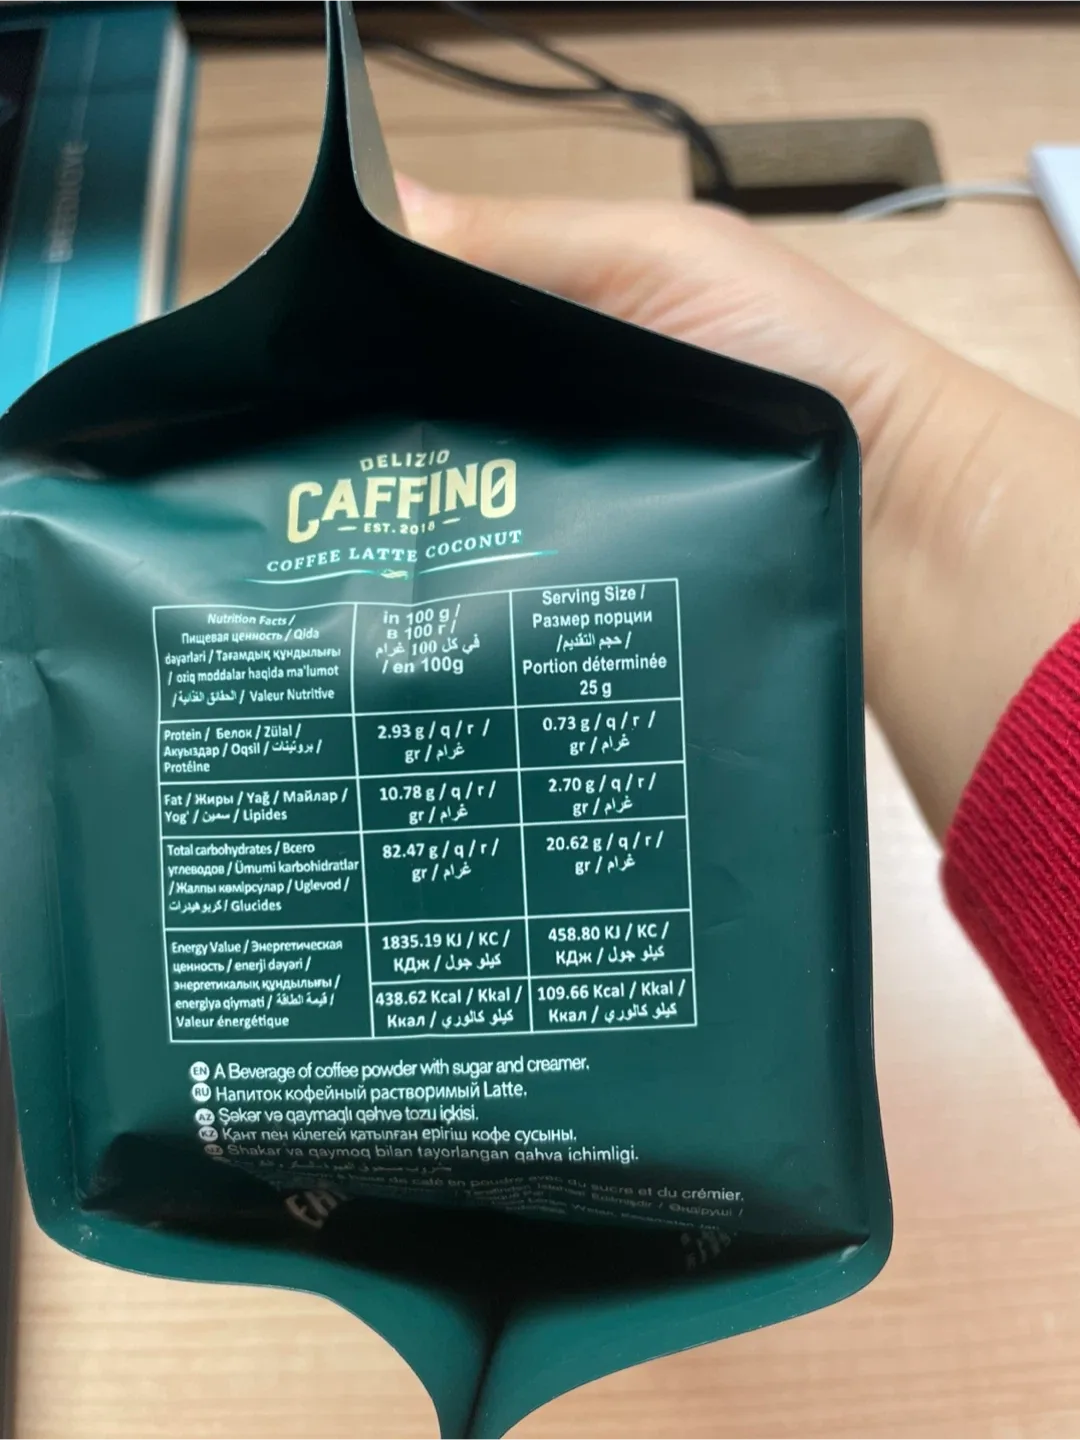 DELIZIO
CAFFINO
EST. 2018
COFFEE LATTE COCONUT
Nutrition Facts /
Пищевая ценность / Qida
dəyərləri / Тағамдық құндылығы
/ oziq moddalar haqida ma'lumot
/ الحقائق الغذائية / Valeur Nutritive
in 100 g /
в 100 г /
في كل 100 غرام
/ en 100g
Serving Size /
Размер порции
/ حجم التقديم /
Portion déterminée
25 g
Protein / Белок / Zülal /
Ақуыздар / Oqsil / بروتينات /
Protéine
2.93 g / q / г /
gr / غرام
0.73 g / q / г /
gr / غرام
Fat / Жиры / Yağ / Майлар /
Yog' / سمين / Lipides
10.78 g / q / г /
gr / غرام
2.70 g / q / г /
gr / غرام
Total carbohydrates / Всего
углеводов / Ümumi karbohidratlar
/ Жалпы көмірсулар / Uglevod /
كربوهيدرات / Glucides
82.47 g / q / г /
gr / غرام
20.62 g / q / г /
gr / غرام
Energy Value / Энергетическая
ценность / enerji dəyəri /
энергетикалық құндылығы /
energiya qiymati / قيمة الطاقة /
Valeur énergétique
1835.19 KJ / KC /
КДж / كيلو جول
458.80 KJ / KC /
КДж / كيلو جول
438.62 Kcal / Kkal /
Ккал / كيلو كالوري
109.66 Kcal / Kkal /
Ккал / كيلو كالوري
EN A Beverage of coffee powder with sugar and creamer.
RU Напиток кофейный растворимый Latte.
AZ Şəkər və qaymaqlı qəhvə tozu içkisi.
KZ Қант пен кілегей қатылған ерігіш кофе сусыны.
Shakar va qaymoq bilan tayorlangan qahva ichimligi.
de café en poudre avec du sucre et du crémier.